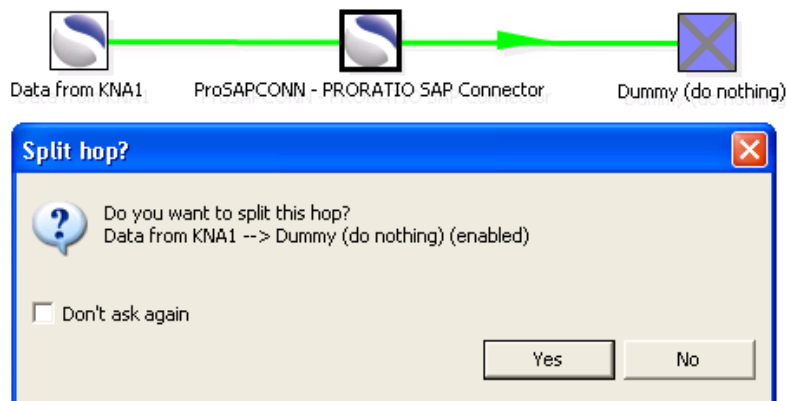 Data from KNA1
ProSAPCONN - PRORATIO SAP Connector
Dummy (do nothing)
Split hop?
Do you want to split this hop?
Data from KNA1 --> Dummy (do nothing) (enabled)
Don't ask again
Yes
No